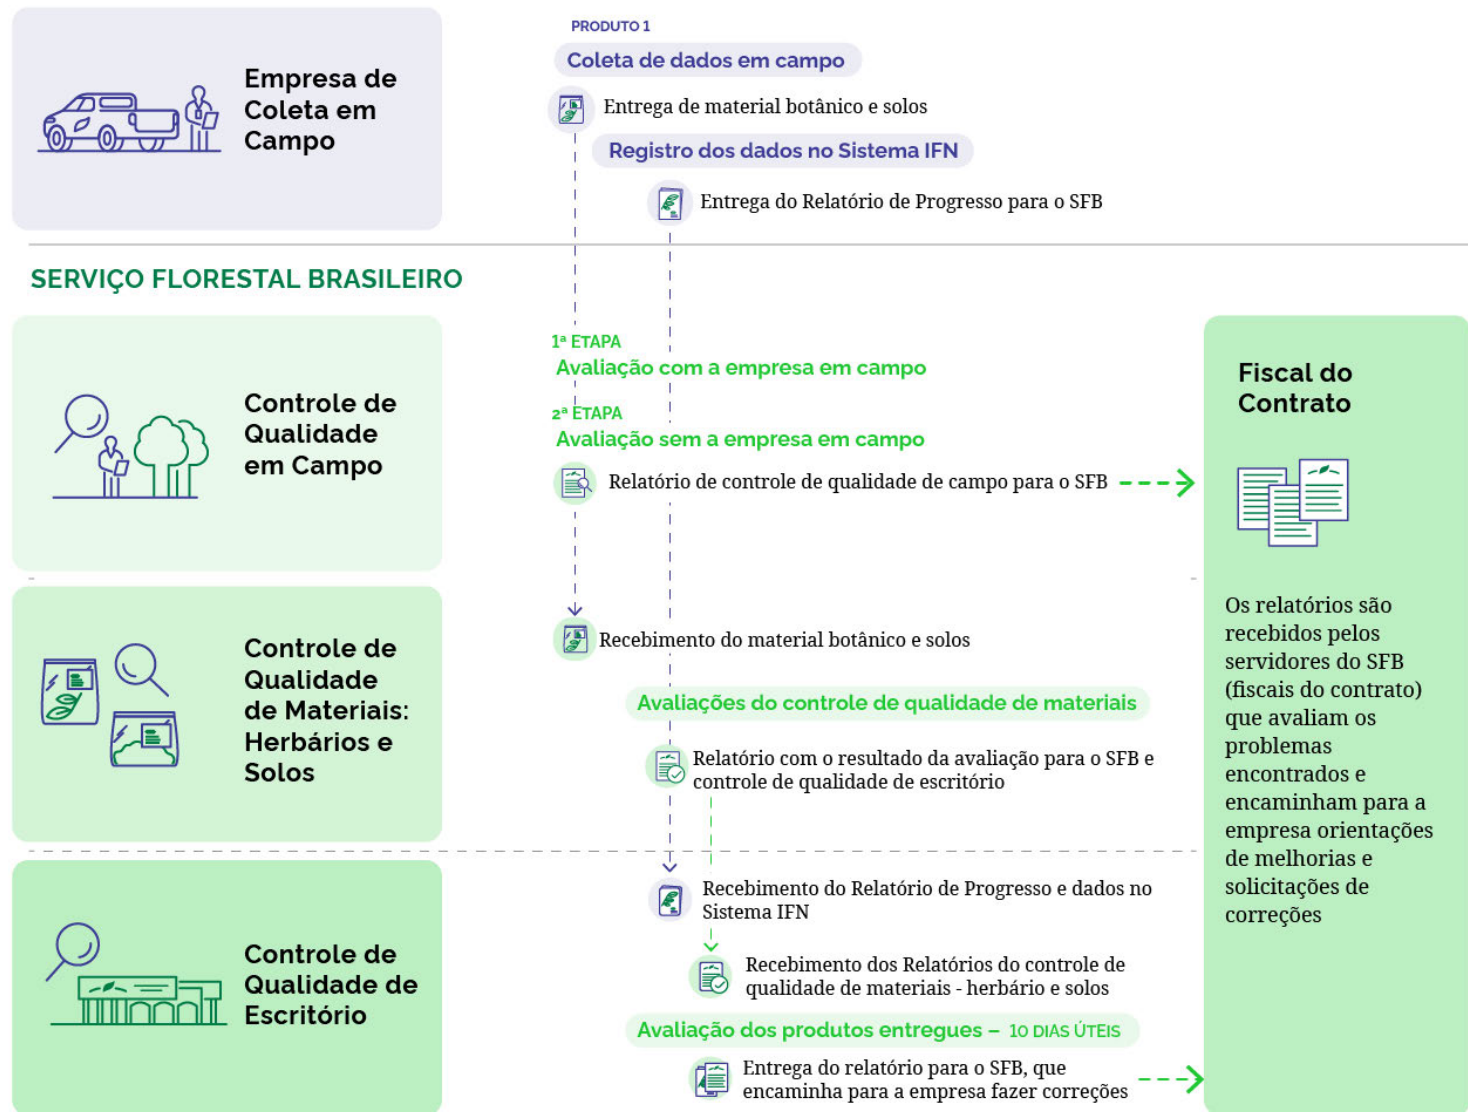 PRODUTO 1
Coleta de dados em campo
Empresa de
Coleta em
Campo
Entrega de material botânico e solos
Registro dos dados no Sistema IFN
Entrega do Relatório de Progresso para o SFB
SERVIÇO FLORESTAL BRASILEIRO
1ª ETAPA
Avaliação com a empresa em campo
Controle de
Qualidade
em Campo
2ª ETAPA
Avaliação sem a empresa em campo
Relatório de controle de qualidade de campo para o SFB
Controle de
Qualidade
de Materiais:
Herbários e
Solos
Recebimento do material botânico e solos
Avaliações do controle de qualidade de materiais
Relatório com o resultado da avaliação para o SFB e
controle de qualidade de escritório
Controle de
Qualidade de
Escritório
Recebimento do Relatório de Progresso e dados no
Sistema IFN
Recebimento dos Relatórios do controle de
qualidade de materiais - herbário e solos
Avaliação dos produtos entregues – 10 DIAS ÚTEIS
Entrega do relatório para o SFB, que
encaminha para a empresa fazer correções
Fiscal do
Contrato
Os relatórios são
recebidos pelos
servidores do SFB
(fiscais do contrato)
que avaliam os
problemas
encontrados e
encaminham para a
empresa orientações
de melhorias e
solicitações de
correções